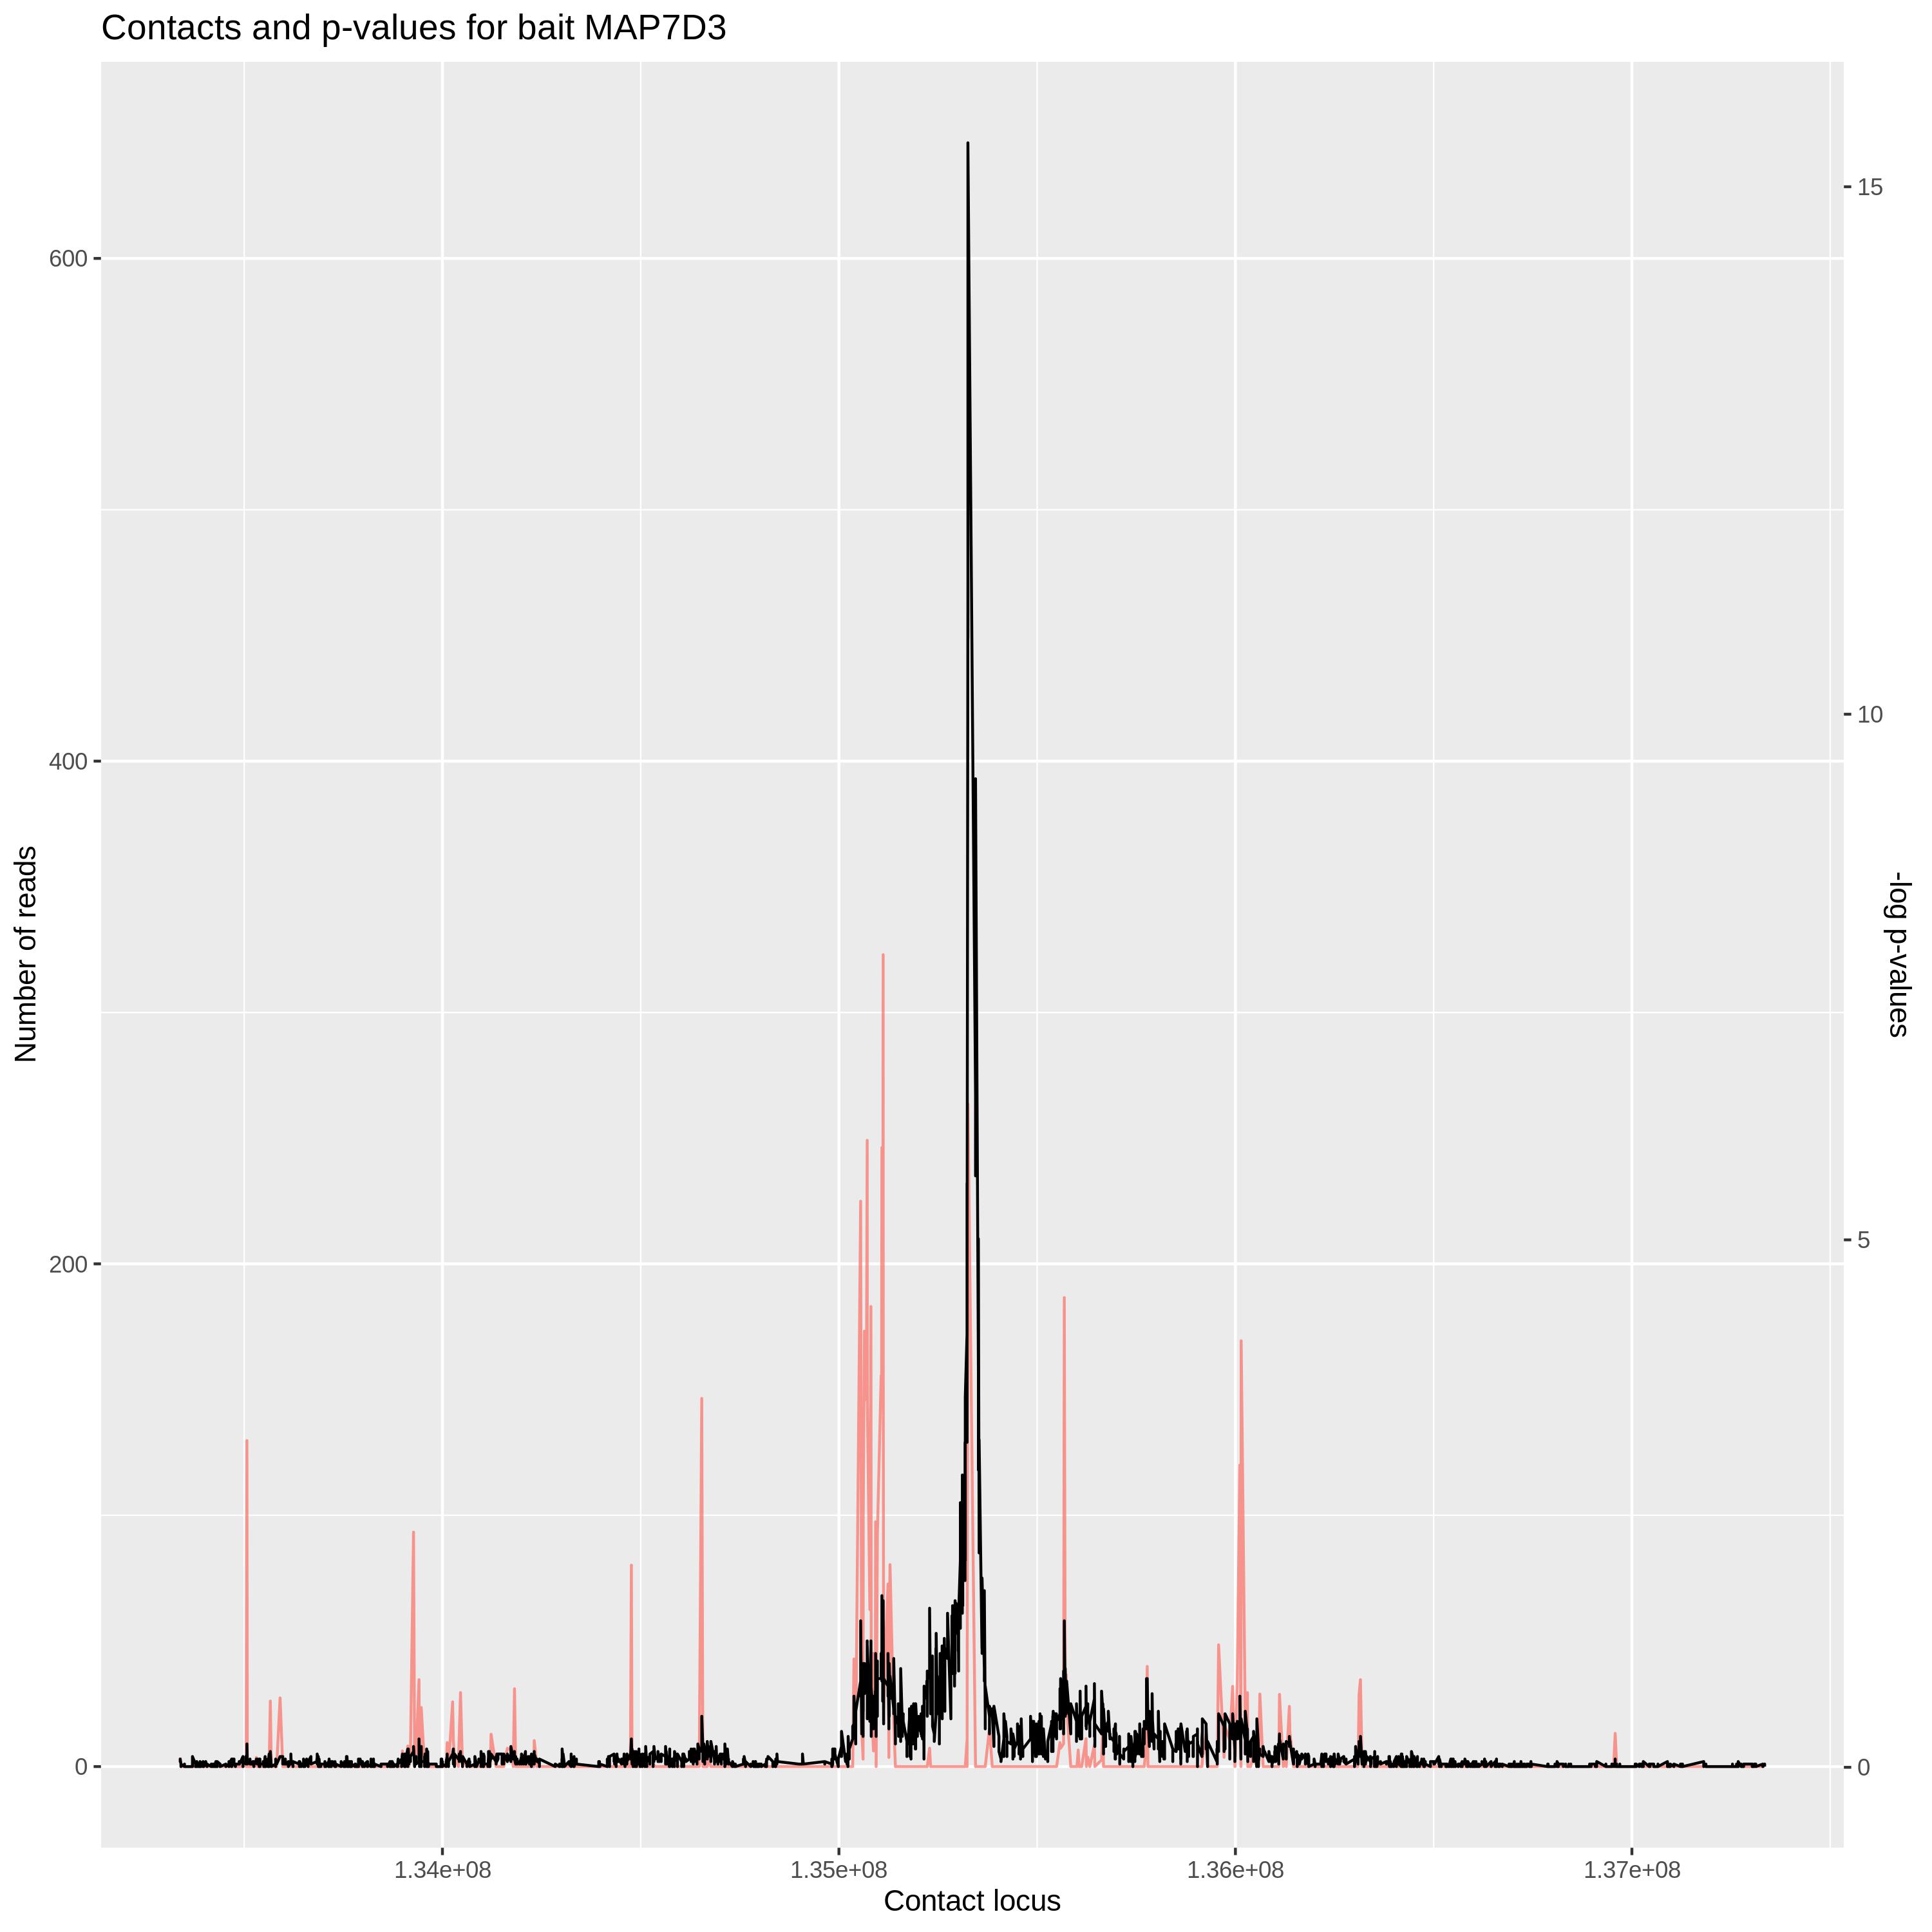 Contacts and p-values for bait MAP7D3
600
400
200
0
Number of reads
15
10
5
0
-log p-values
1.34e+08
1.35e+08
1.36e+08
1.37e+08
Contact locus